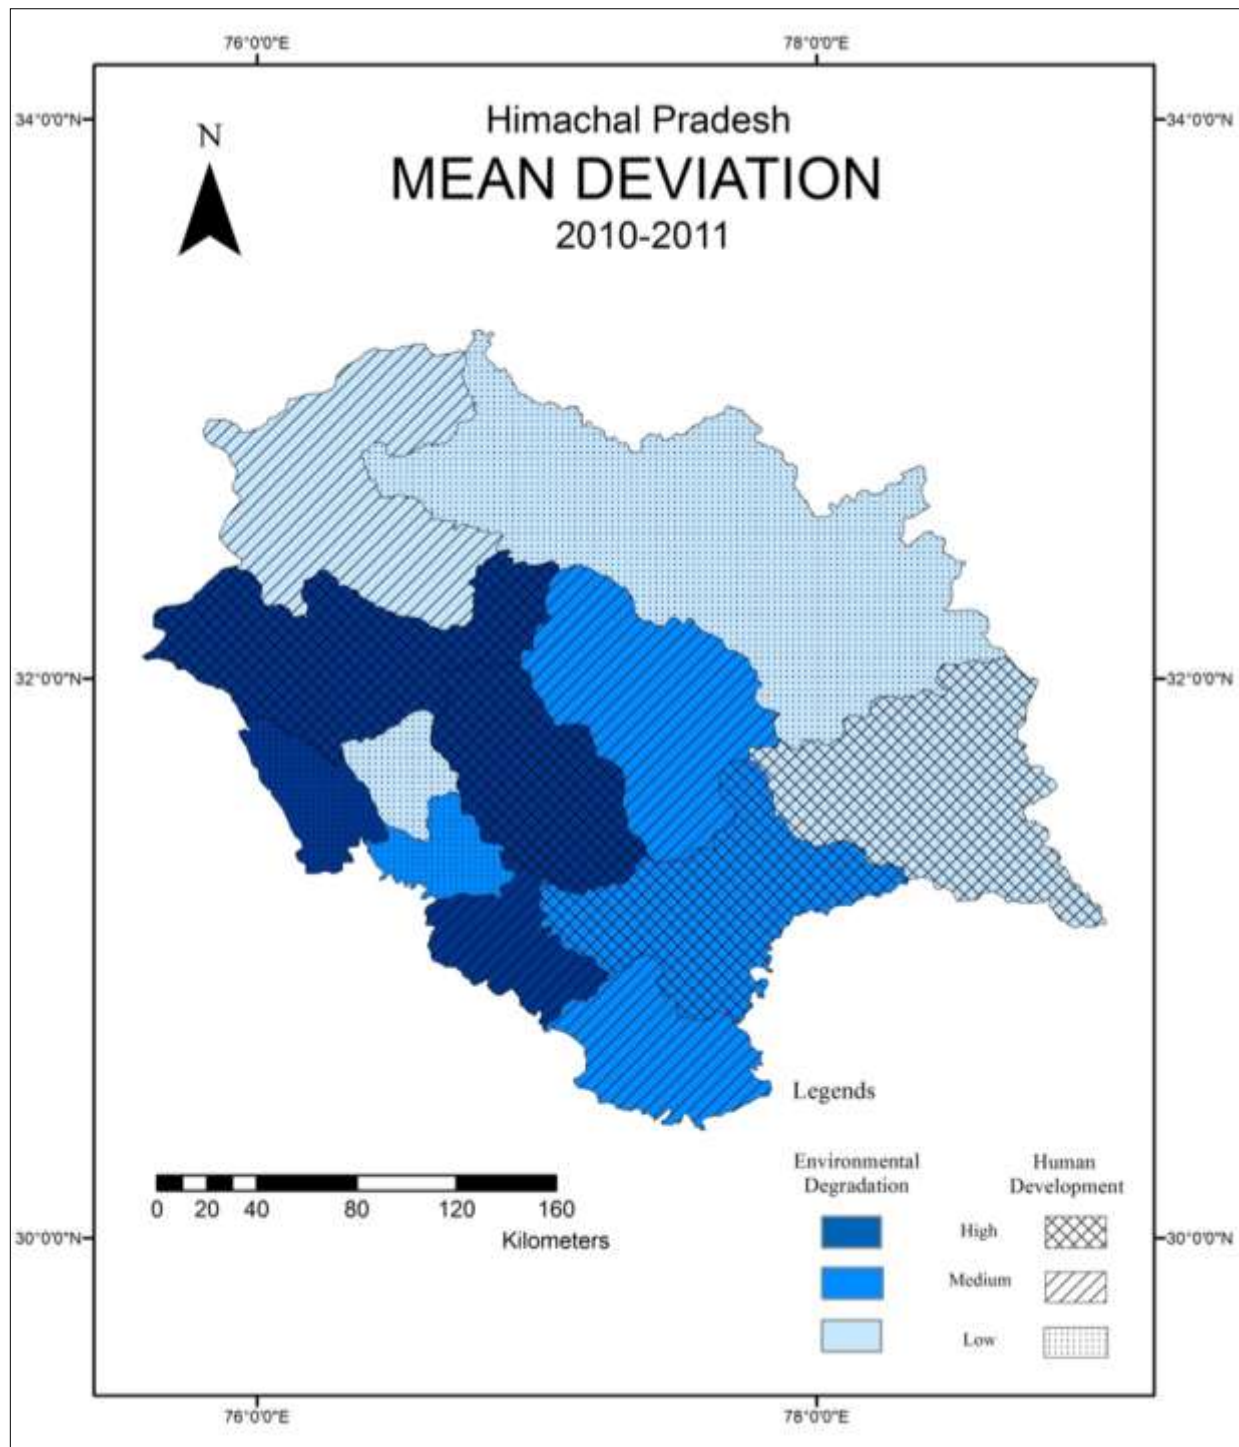 76°0'0"E 78°0'0"E
34°0'0"N 34°0'0"N
Himachal Pradesh
N
MEAN DEVIATION
2010-2011
32°0'0"N 32°0'0"N
Legends
Environmental Human
Degradation Development
High
Medium
Low
0 20 40 80 120 160
Kilometers
30°0'0"N 30°0'0"N
76°0'0"E 78°0'0"E